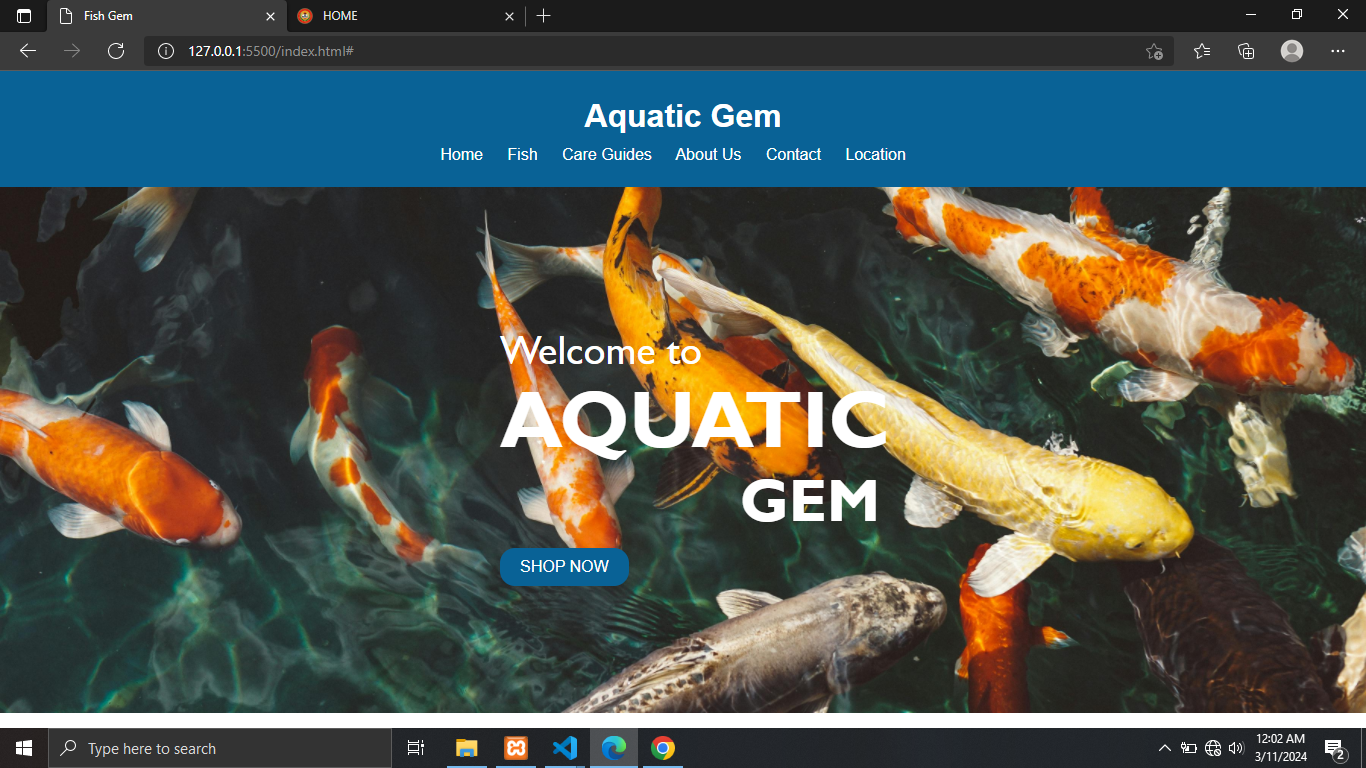 Fish Gem
HOME
127.0.0.1:5500/index.html#
Aquatic Gem
Home Fish Care Guides About Us Contact Location
Welcome to
AQUATIC
GEM
SHOP NOW
Type here to search
12:02 AM
3/11/2024
2